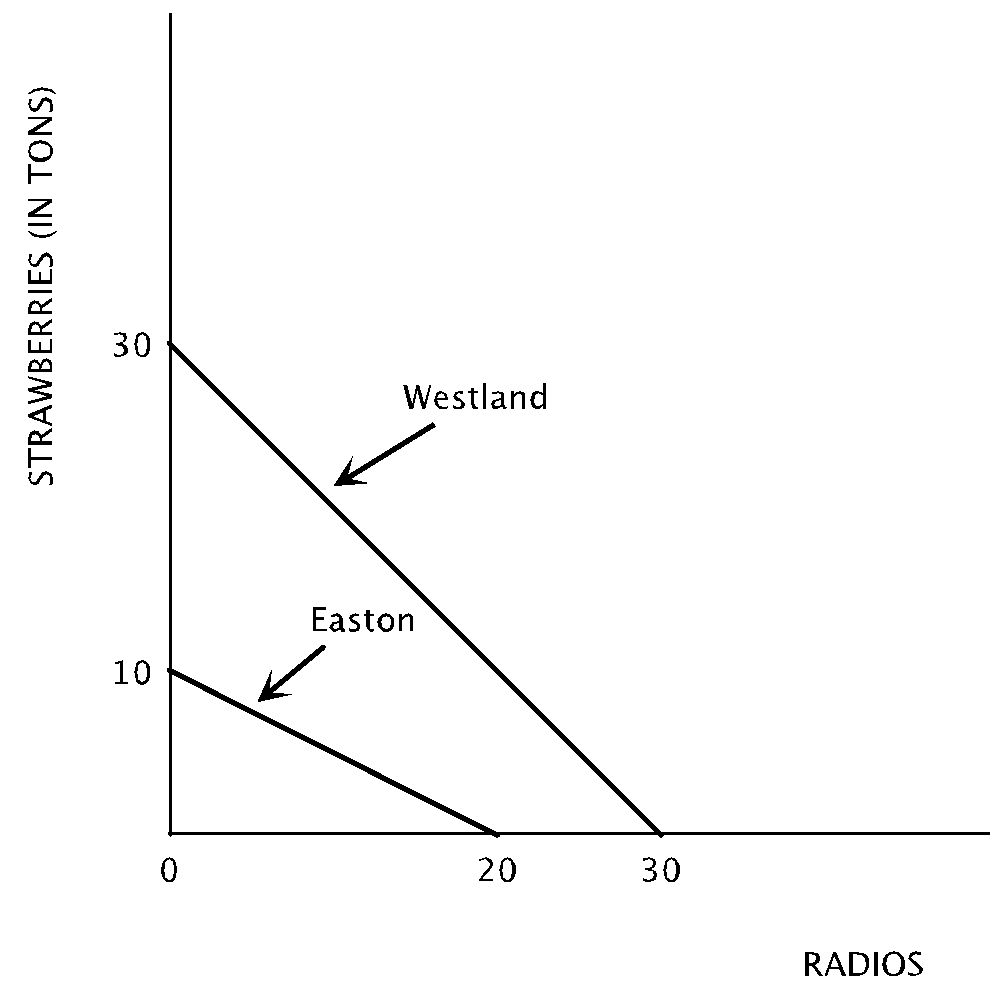 STRAWBERRIES (IN TONS)
30
Westland
Easton
10
0
20
30
RADIOS